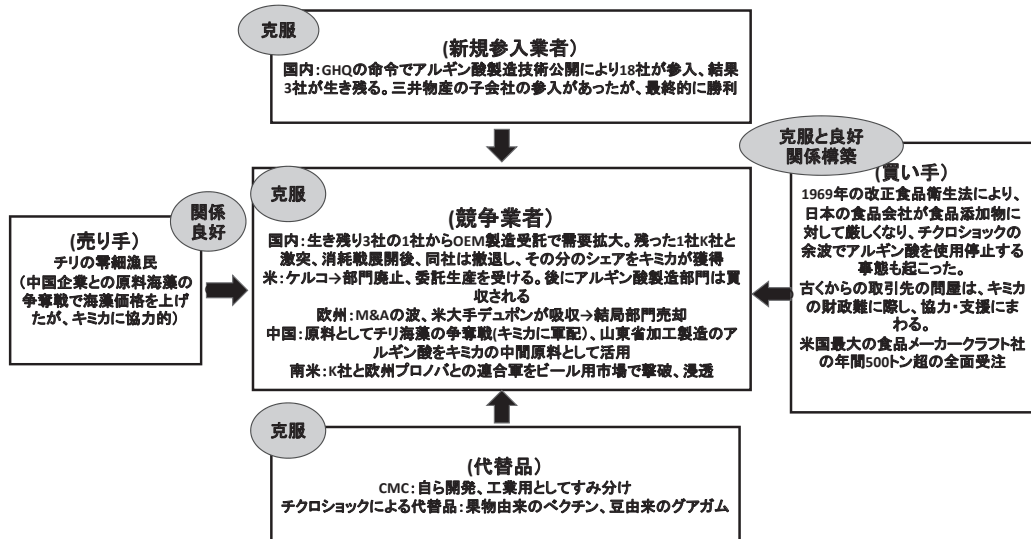 克服
(新規参入業者)
国内：GHQの命令でアルギン酸製造技術公開により18社が参入、結果
3社が生き残る。三井物産の子会社の参入があったが、最終的に勝利
克服と良好
関係構築
(買い手)
1969年の改正食品衛生法により、
日本の食品会社が食品添加物に
対して厳しくなり、チクロショックの
余波でアルギン酸を使用停止する
事態も起こった。
古くからの取引先の問屋は、キミカ
の財政難に際し、協力・支援にま
わる。
米国最大の食品メーカークラフト社
の年間500トン超の全面受注
関係
良好
(売り手)
チリの零細漁民
（中国企業との原料海藻の
争奪戦で海藻価格を上げ
たが、キミカに協力的）
克服
(競争業者)
国内：生き残り3社の1社からOEM製造受託で需要拡大。残った1社K社と
激突、消耗戦展開後、同社は撤退し、その分のシェアをキミカが獲得
米：ケルコ→部門廃止、委託生産を受ける。後にアルギン酸製造部門は買
収される
欧州：M&Aの波、米大手デュポンが吸収→結局部門売却
中国：原料としてチリ海藻の争奪戦(キミカに軍配)、山東省加工製造のア
ルギン酸をキミカの中間原料として活用
南米：K社と欧州プロノバとの連合軍をビール用市場で撃破、浸透
克服
(代替品)
CMC：自ら開発、工業用としてすみ分け
チクロショックによる代替品：果物由来のペクチン、豆由来のグアガム